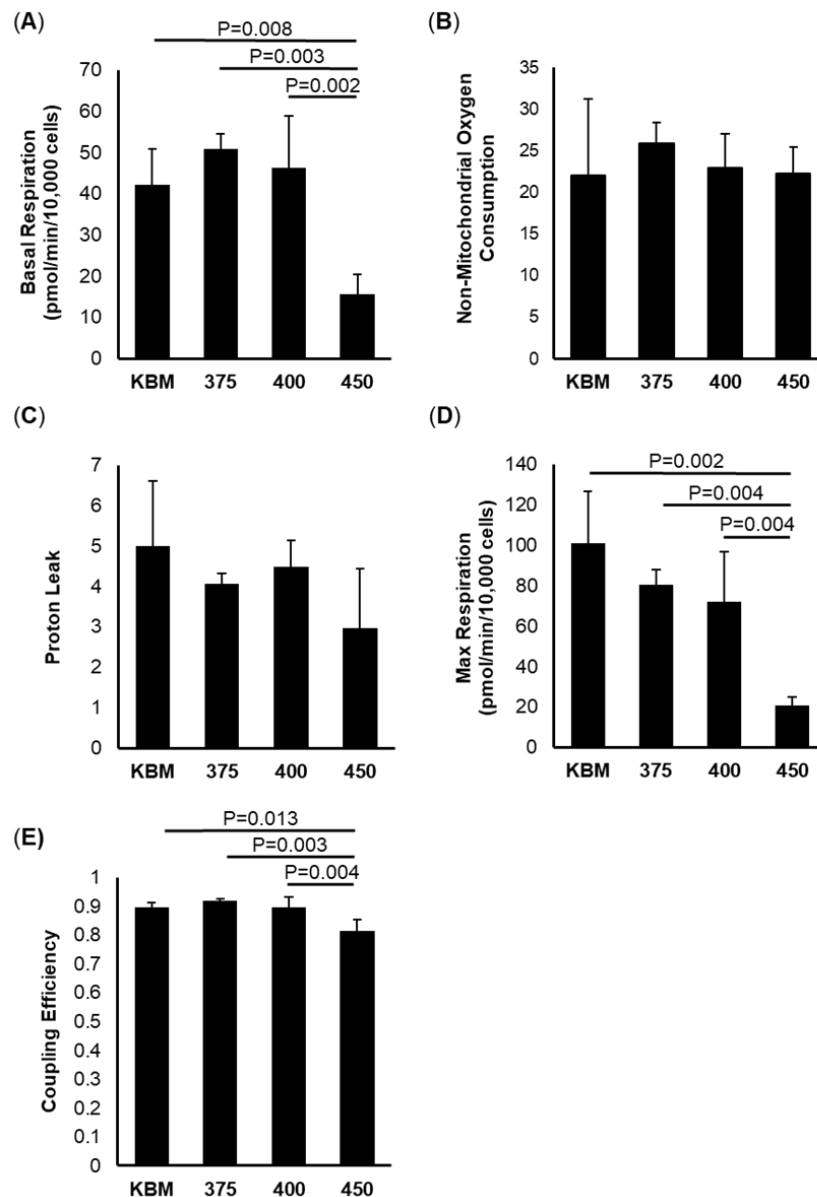 (A)
P=0.008
P=0.003
P=0.002
Basal Respiration
(pmol/min/10,000 cells)
70
60
50
40
30
20
10
0
KBM 375 400 450
(B)
Non-Mitochondrial Oxygen
Consumption
35
30
25
20
15
10
5
0
KBM 375 400 450
(C)
Proton Leak
7
6
5
4
3
2
1
0
KBM 375 400 450
(D)
P=0.002
P=0.004
P=0.004
Max Respiration
(pmol/min/10,000 cells)
140
120
100
80
60
40
20
0
KBM 375 400 450
(E)
P=0.013
P=0.003
P=0.004
Coupling Efficiency
1
0.9
0.8
0.7
0.6
0.5
0.4
0.3
0.2
0.1
0
KBM 375 400 450